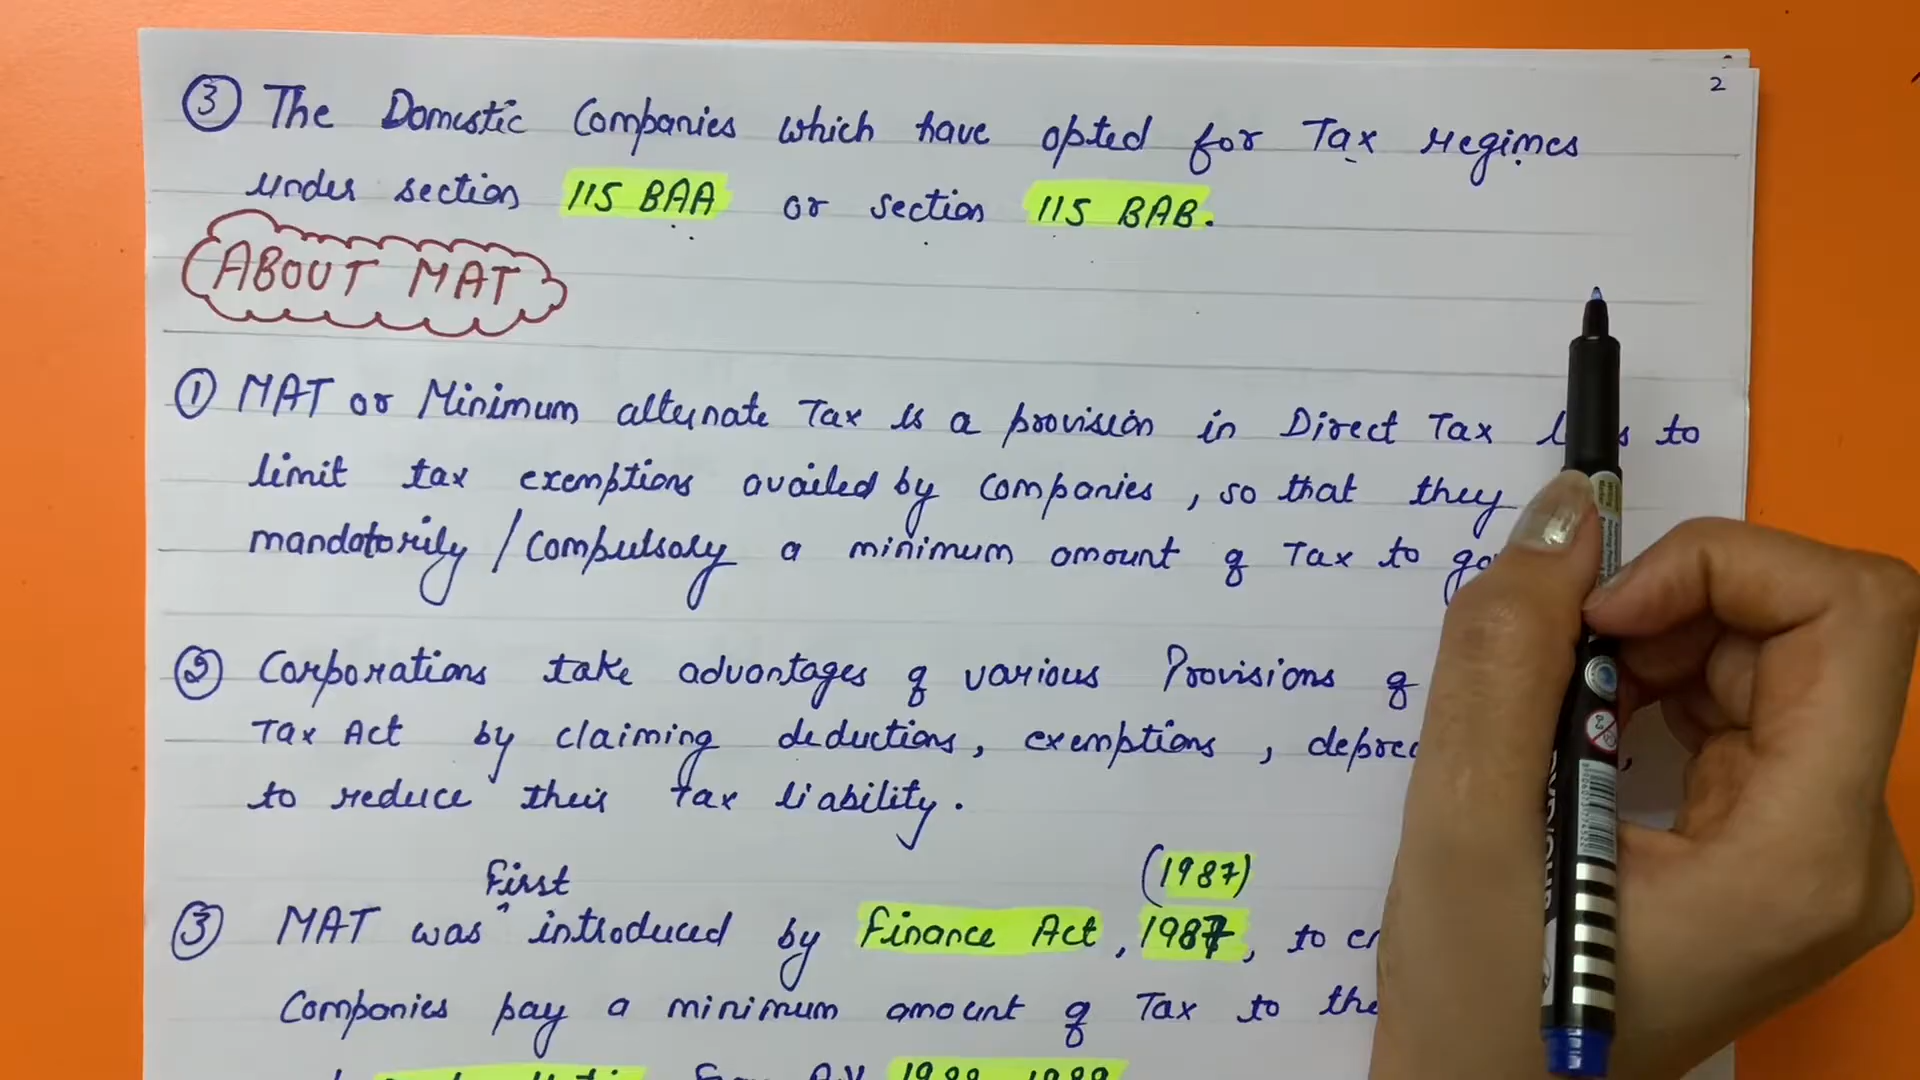 2
③ The Domestic Companies which have opted for Tax regimes
under section 115 BAA or section 115 BAB.
ABOUT MAT
① MAT or Minimum alternate Tax is a provision in Direct Tax to
limit tax exemptions availed by companies, so that they
mandatorily / compulsory a minimum amount of Tax to
② Corporations take advantages of various Provisions of
Tax Act by claiming deductions, exemptions,
to reduce their tax liability.
First (1987)
③ MAT was ^ introduced by Finance Act, 1987, to
Companies pay a minimum amount of Tax to the